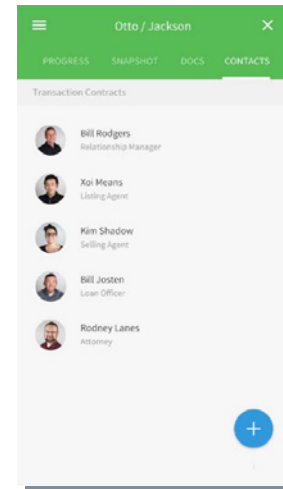 Otto / Jackson
PROGRESS SNAPSHOT DOCS CONTACTS
Transaction Contracts
Bill Rodgers
Relationship Manager
Xoi Means
Listing Agent
Kim Shadow
Selling Agent
Bill Josten
Loan Officer
Rodney Lanes
Attorney